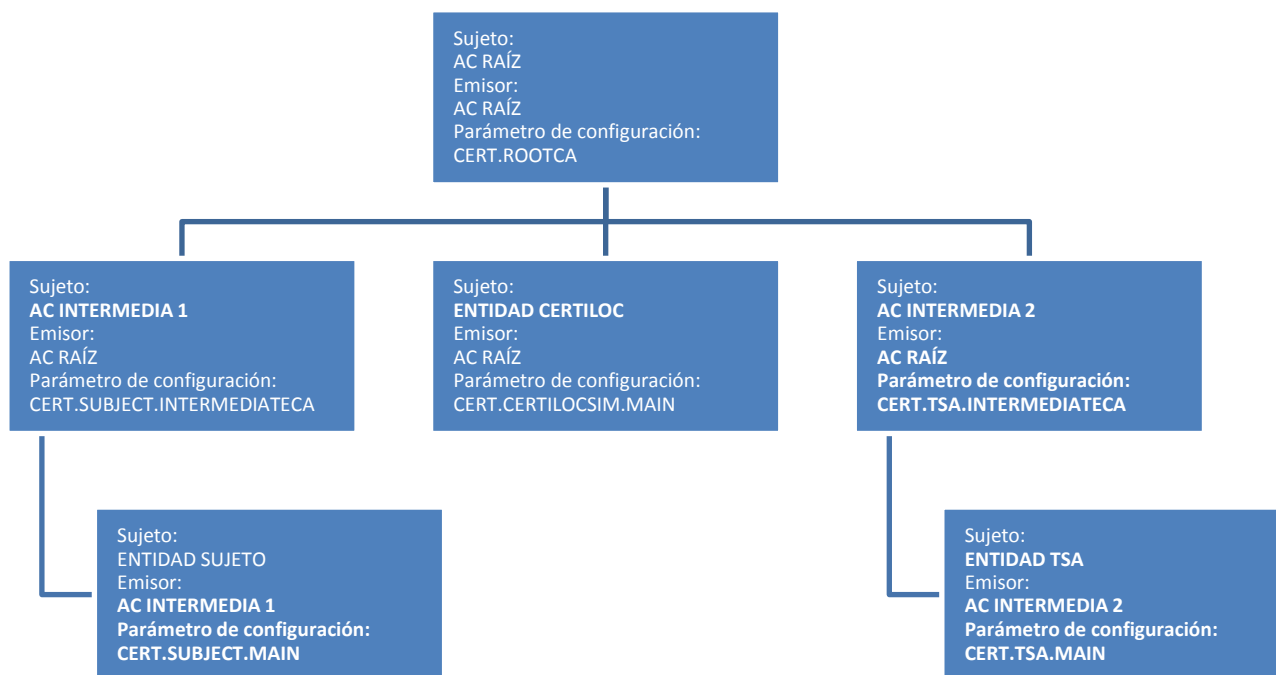 Sujeto:
AC RAÍZ
Emisor:
AC RAÍZ
Parámetro de configuración:
CERT.ROOTCA
Sujeto:
AC INTERMEDIA 1
Emisor:
AC RAÍZ
Parámetro de configuración:
CERT.SUBJECT.INTERMEDIATECA
Sujeto:
ENTIDAD CERTILOC
Emisor:
AC RAÍZ
Parámetro de configuración:
CERT.CERTILOCSIM.MAIN
Sujeto:
AC INTERMEDIA 2
Emisor:
AC RAÍZ
Parámetro de configuración:
CERT.TSA.INTERMEDIATECA
Sujeto:
ENTIDAD SUJETO
Emisor:
AC INTERMEDIA 1
Parámetro de configuración:
CERT.SUBJECT.MAIN
Sujeto:
ENTIDAD TSA
Emisor:
AC INTERMEDIA 2
Parámetro de configuración:
CERT.TSA.MAIN